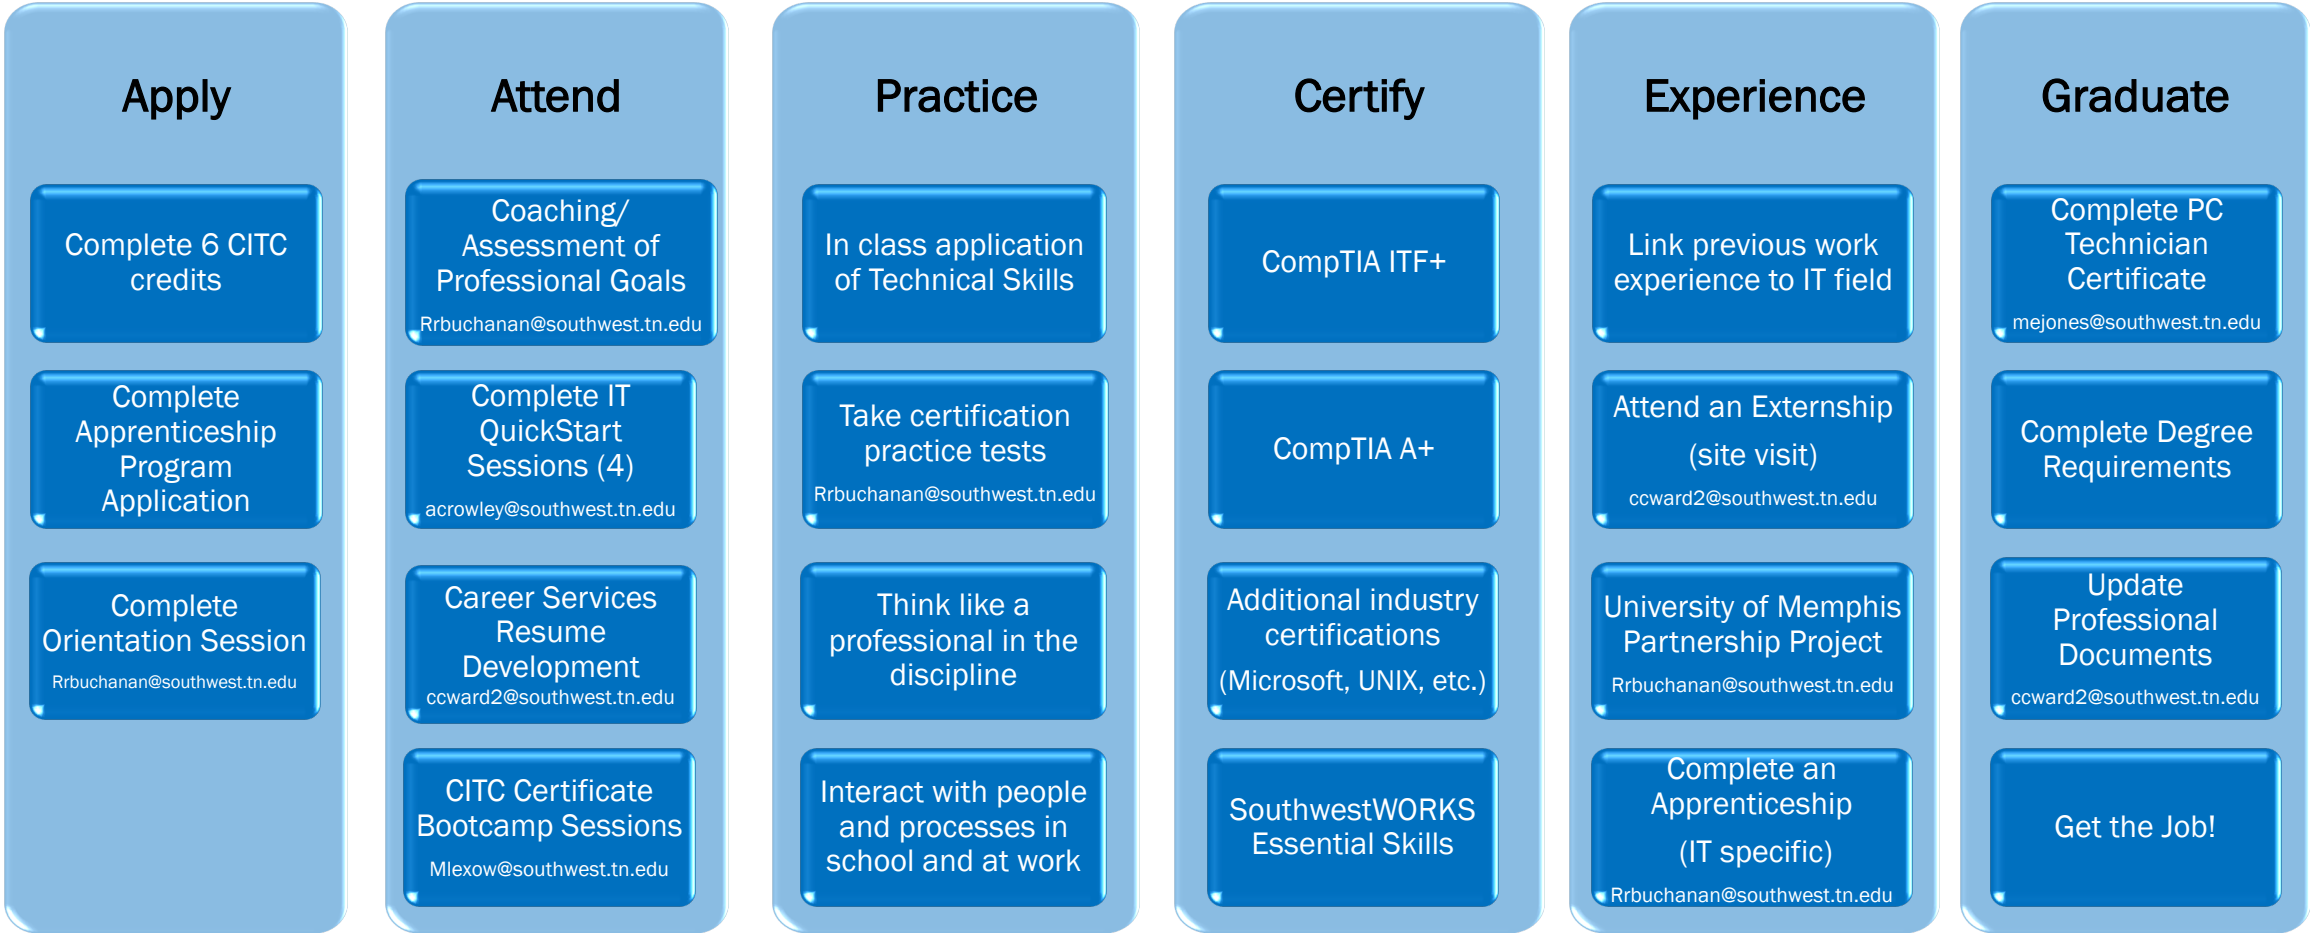 Apply
Complete 6 CITC
credits
Complete
Apprenticeship
Program
Application
Complete
Orientation Session
Rrbuchanan@southwest.tn.edu
Attend
Coaching/
Assessment of
Professional Goals
Rrbuchanan@southwest.tn.edu
Complete IT
QuickStart
Sessions (4)
acrowley@southwest.tn.edu
Career Services
Resume
Development
ccward2@southwest.tn.edu
CITC Certificate
Bootcamp Sessions
Mlexow@southwest.tn.edu
Practice
In class application
of Technical Skills
Take certification
practice tests
Rrbuchanan@southwest.tn.edu
Think like a
professional in the
discipline
Interact with people
and processes in
school and at work
Certify
CompTIA ITF+
CompTIA A+
Additional industry
certifications
(Microsoft, UNIX, etc.)
SouthwestWORKS
Essential Skills
Experience
Link previous work
experience to IT field
Attend an Externship
(site visit)
ccward2@southwest.tn.edu
University of Memphis
Partnership Project
Rrbuchanan@southwest.tn.edu
Complete an
Apprenticeship
(IT specific)
Rrbuchanan@southwest.tn.edu
Graduate
Complete PC
Technician
Certificate
mejones@southwest.tn.edu
Complete Degree
Requirements
Update
Professional
Documents
ccward2@southwest.tn.edu
Get the Job!